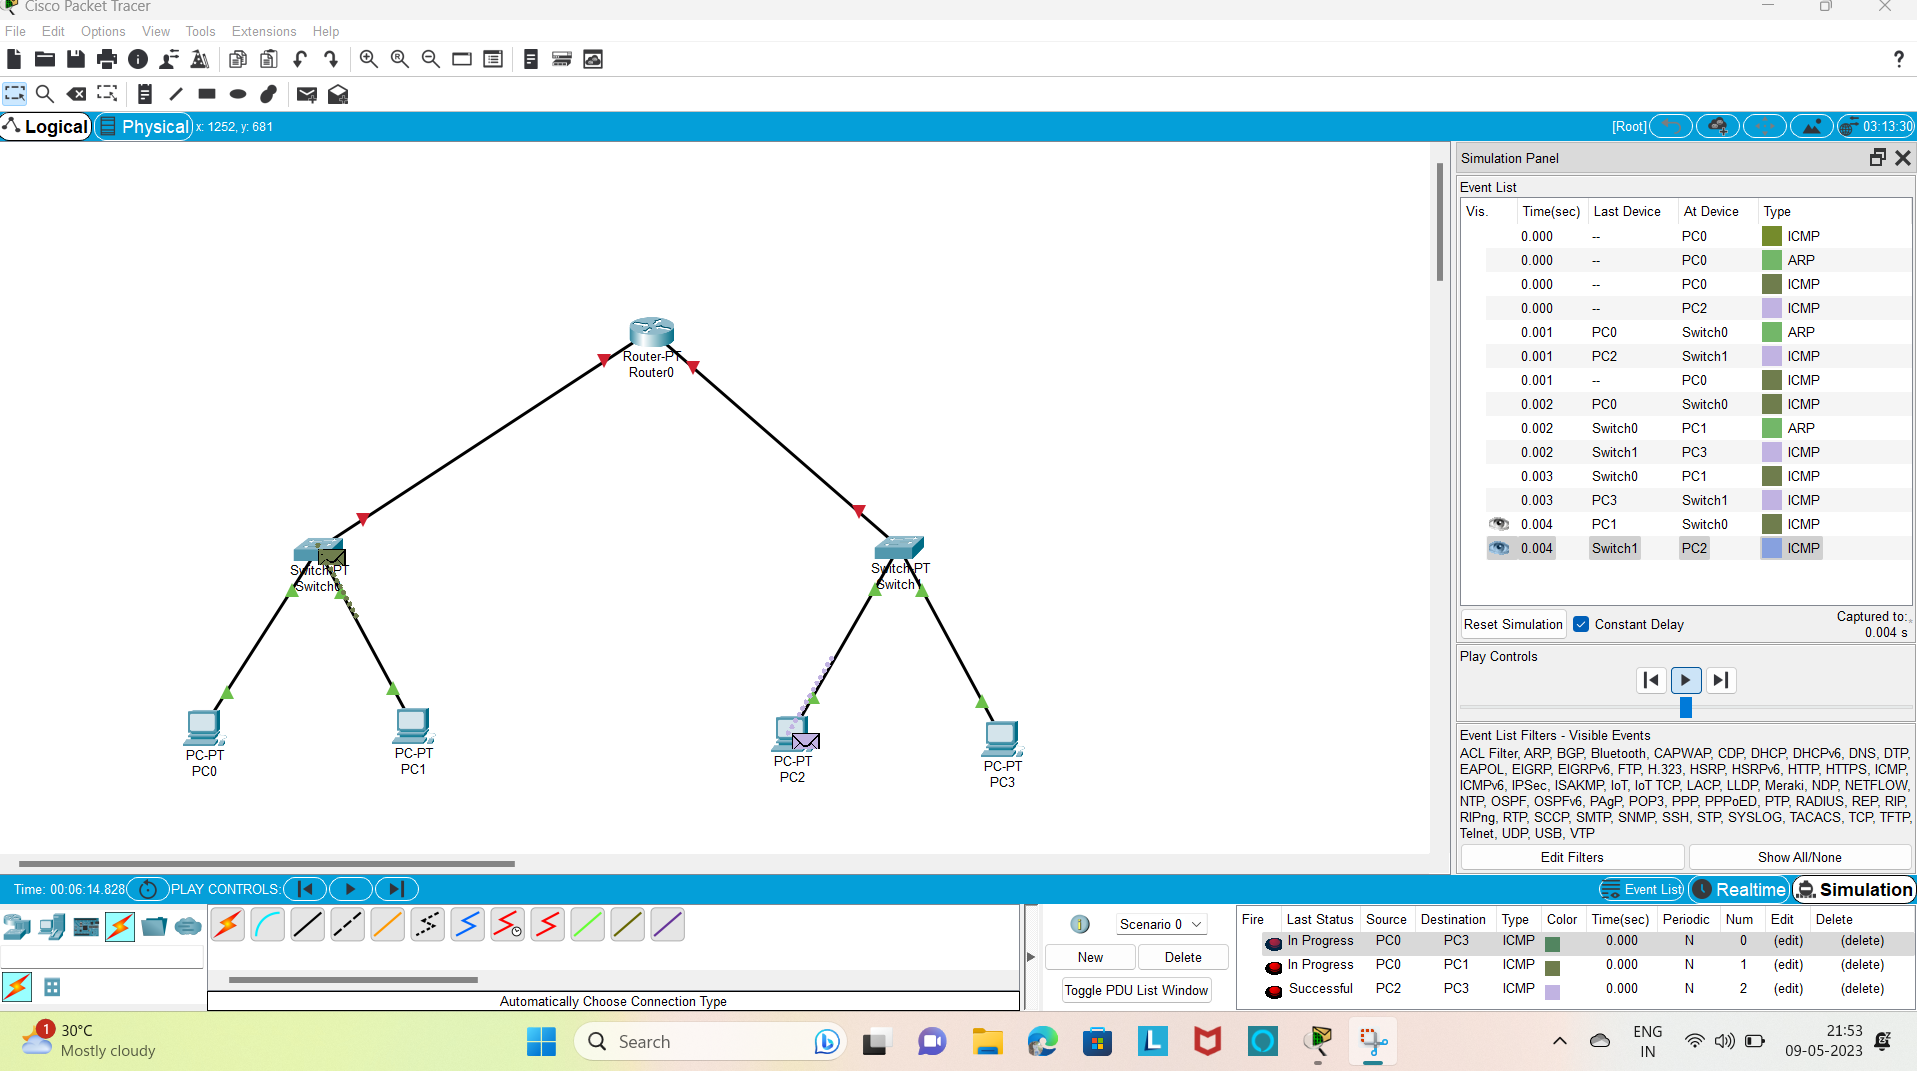 Cisco Packet Tracer
File Edit Options View Tools Extensions Help
?
Logical Physical x: 1252, y: 681 [Root] 03:13:30
Simulation Panel
Event List
Vis. Time(sec) Last Device At Device Type
0.000 -- PC0 ICMP
0.000 -- PC0 ARP
0.000 -- PC0 ICMP
0.000 -- PC2 ICMP
0.001 PC0 Switch0 ARP
0.001 PC2 Switch1 ICMP
0.001 -- PC0 ICMP
0.002 PC0 Switch0 ICMP
0.002 Switch0 PC1 ARP
0.002 Switch1 PC3 ICMP
0.003 Switch0 PC1 ICMP
0.003 PC3 Switch1 ICMP
0.004 PC1 Switch0 ICMP
0.004 Switch1 PC2 ICMP
Reset Simulation Constant Delay Captured to:
0.004 s
Play Controls
Event List Filters - Visible Events
ACL Filter, ARP, BGP, Bluetooth, CAPWAP, CDP, DHCP, DHCPv6, DNS, DTP,
EAPOL, EIGRP, EIGRPv6, FTP, H.323, HSRP, HSRPv6, HTTP, HTTPS, ICMP,
ICMPv6, IPSec, ISAKMP, IoT, IoT TCP, LACP, LLDP, Meraki, NDP, NETFLOW,
NTP, OSPF, OSPFv6, PAgP, POP3, PPP, PPPoED, PTP, RADIUS, REP, RIP,
RIPng, RTP, SCCP, SMTP, SNMP, SSH, STP, SYSLOG, TACACS, TCP, TFTP,
Telnet, UDP, USB, VTP
Edit Filters Show All/None
Router-PT
Router0
Switch-PT
Switch0
Switch-PT
Switch1
PC-PT
PC0
PC-PT
PC1
PC-PT
PC2
PC-PT
PC3
Time: 00:06:14.828 PLAY CONTROLS: Event List Realtime Simulation
Automatically Choose Connection Type
1 Scenario 0
New Delete
Toggle PDU List Window
Fire Last Status Source Destination Type Color Time(sec) Periodic Num Edit Delete
In Progress PC0 PC3 ICMP 0.000 N 0 (edit) (delete)
In Progress PC0 PC1 ICMP 0.000 N 1 (edit) (delete)
Successful PC2 PC3 ICMP 0.000 N 2 (edit) (delete)
1 30°C
Mostly cloudy
Search
L
ENG
IN
21:53
09-05-2023